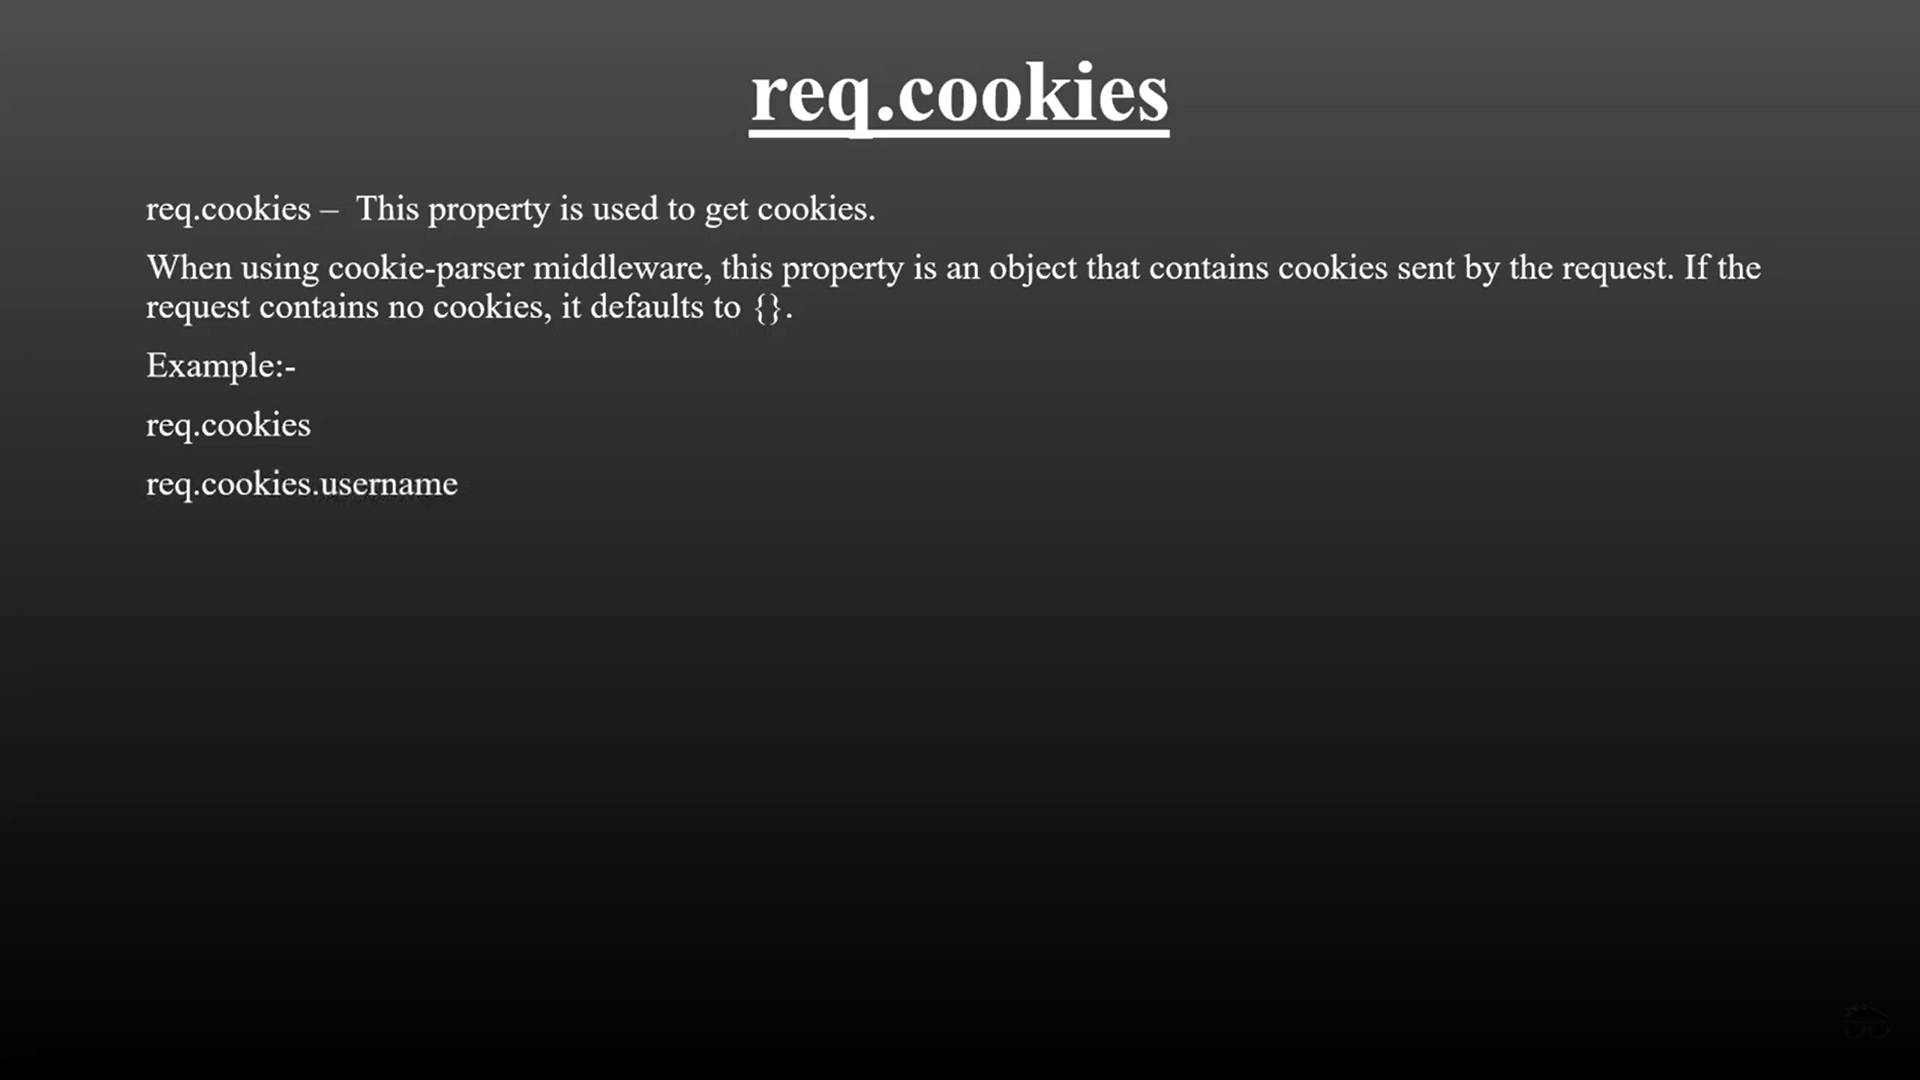 req.cookies
req.cookies – This property is used to get cookies.
When using cookie-parser middleware, this property is an object that contains cookies sent by the request. If the
request contains no cookies, it defaults to {}.
Example:-
req.cookies
req.cookies.username